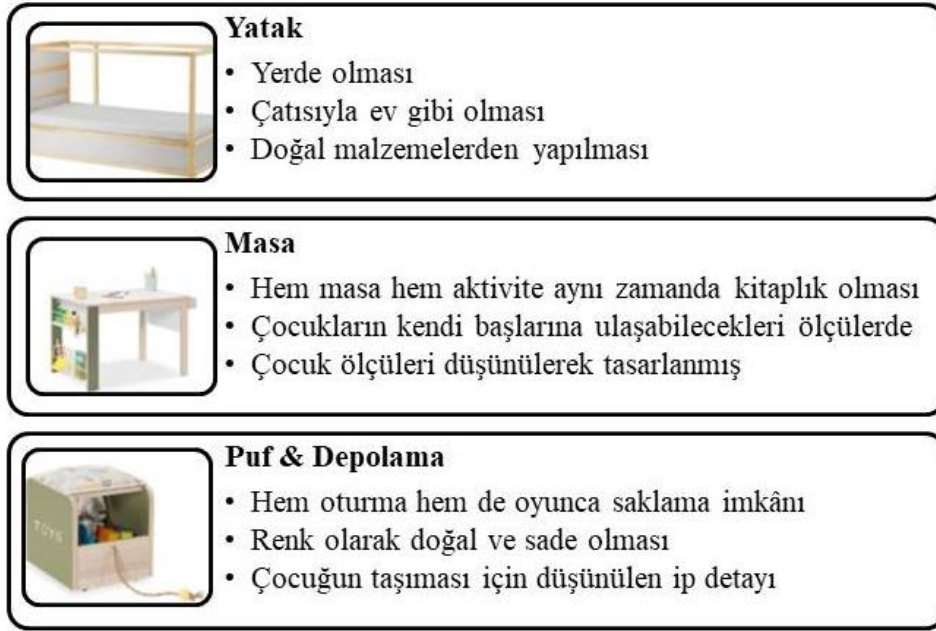 Yatak
• Yerde olması
• Çatısıyla ev gibi olması
• Doğal malzemelerden yapılması
Masa
• Hem masa hem aktivite aynı zamanda kitaplık olması
• Çocukların kendi başlarına ulaşabilecekleri ölçülerde
• Çocuk ölçüleri düşünülerek tasarlanmış
Puf & Depolama
• Hem oturma hem de oyunca saklama imkânı
• Renk olarak doğal ve sade olması
• Çocuğun taşıması için düşünülen ip detayı
TOYS